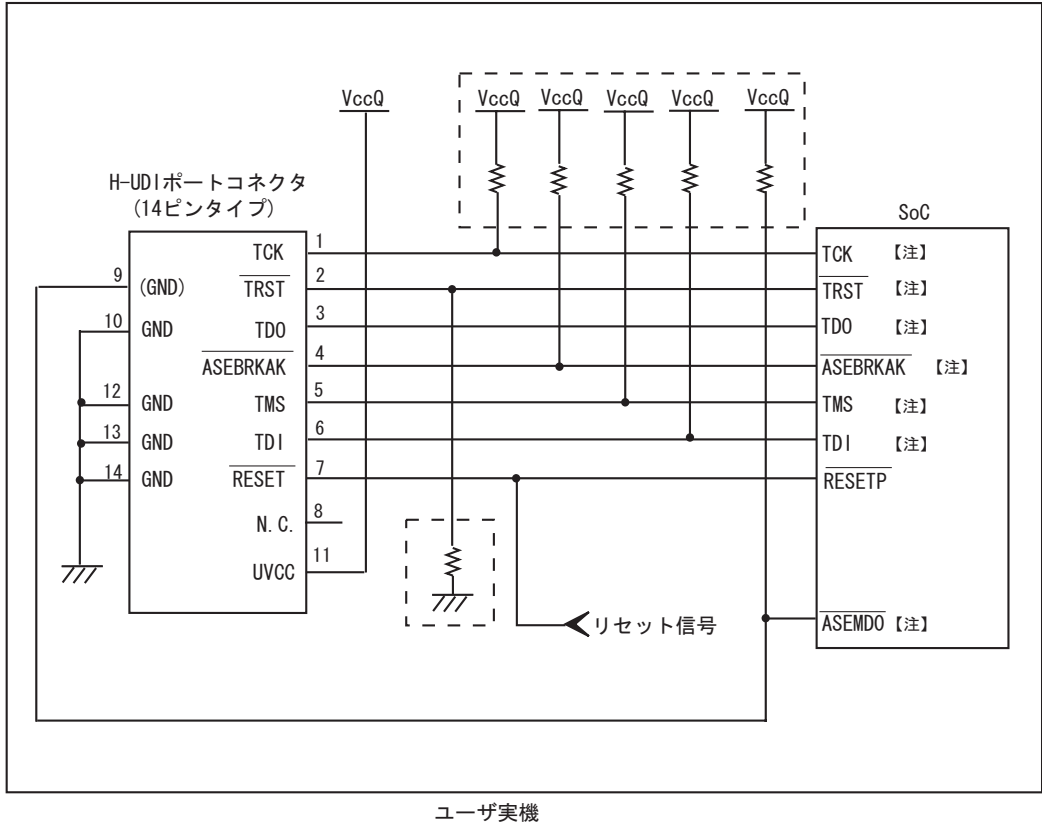 VccQ
VccQ VccQ VccQ VccQ VccQ
H-UDIポートコネクタ
(14ピンタイプ)
SoC
TCK 1 TCK 【注】
9 (GND) TRST 2 TRST 【注】
10 GND TDO 3 TDO 【注】
ASEBRKAK 4 ASEBRKAK 【注】
12 GND TMS 5 TMS 【注】
13 GND TDI 6 TDI 【注】
14 GND RESET 7 RESETP
N.C. 8
UVCC 11
リセット信号
ASEMD0 【注】
ユーザ実機